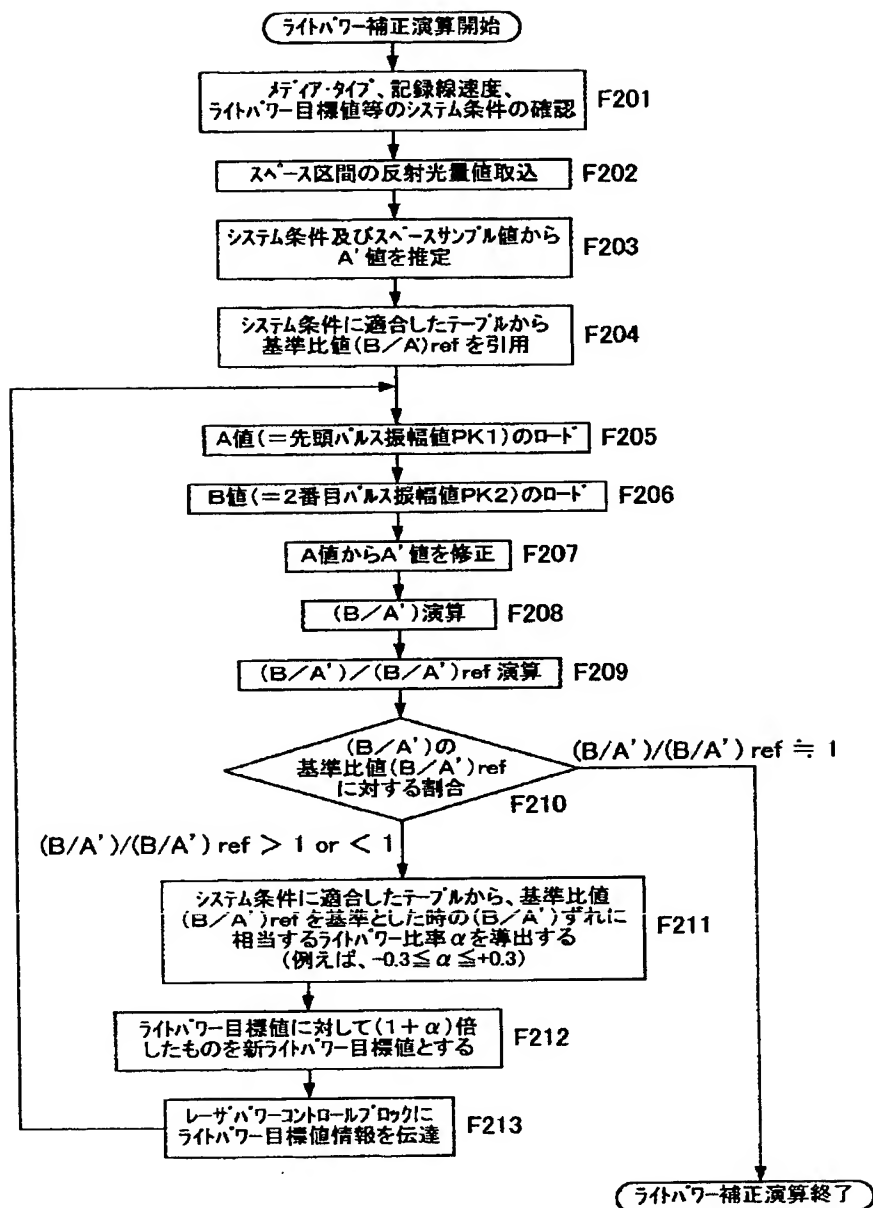 ライトパワー補正演算開始
メディア・タイプ、記録線速度、
ライトパワー目標値等のシステム条件の確認
F201
スペース区間の反射光量値取込
F202
システム条件及びスペースサンプル値から
A'値を推定
F203
システム条件に適合したテーブルから
基準比値(B/A)refを引用
F204
A値(=先頭パルス振幅値PK1)のロード
F205
B値(=2番目パルス振幅値PK2)のロード
F206
A値からA'値を修正
F207
(B/A')演算
F208
(B/A')/(B/A')ref演算
F209
(B/A')の
基準比値(B/A')ref
に対する割合
F210
(B/A')/(B/A') ref ≒ 1
(B/A')/(B/A') ref > 1 or < 1
システム条件に適合したテーブルから、基準比値
(B/A')refを基準とした時の(B/A')ずれに
相当するライトパワー比率αを導出する
(例えば、-0.3≦α≦+0.3)
F211
ライトパワー目標値に対して(1+α)倍
したものを新ライトパワー目標値とする
F212
レーザパワーコントロールブロックに
ライトパワー目標値情報を伝達
F213
ライトパワー補正演算終了